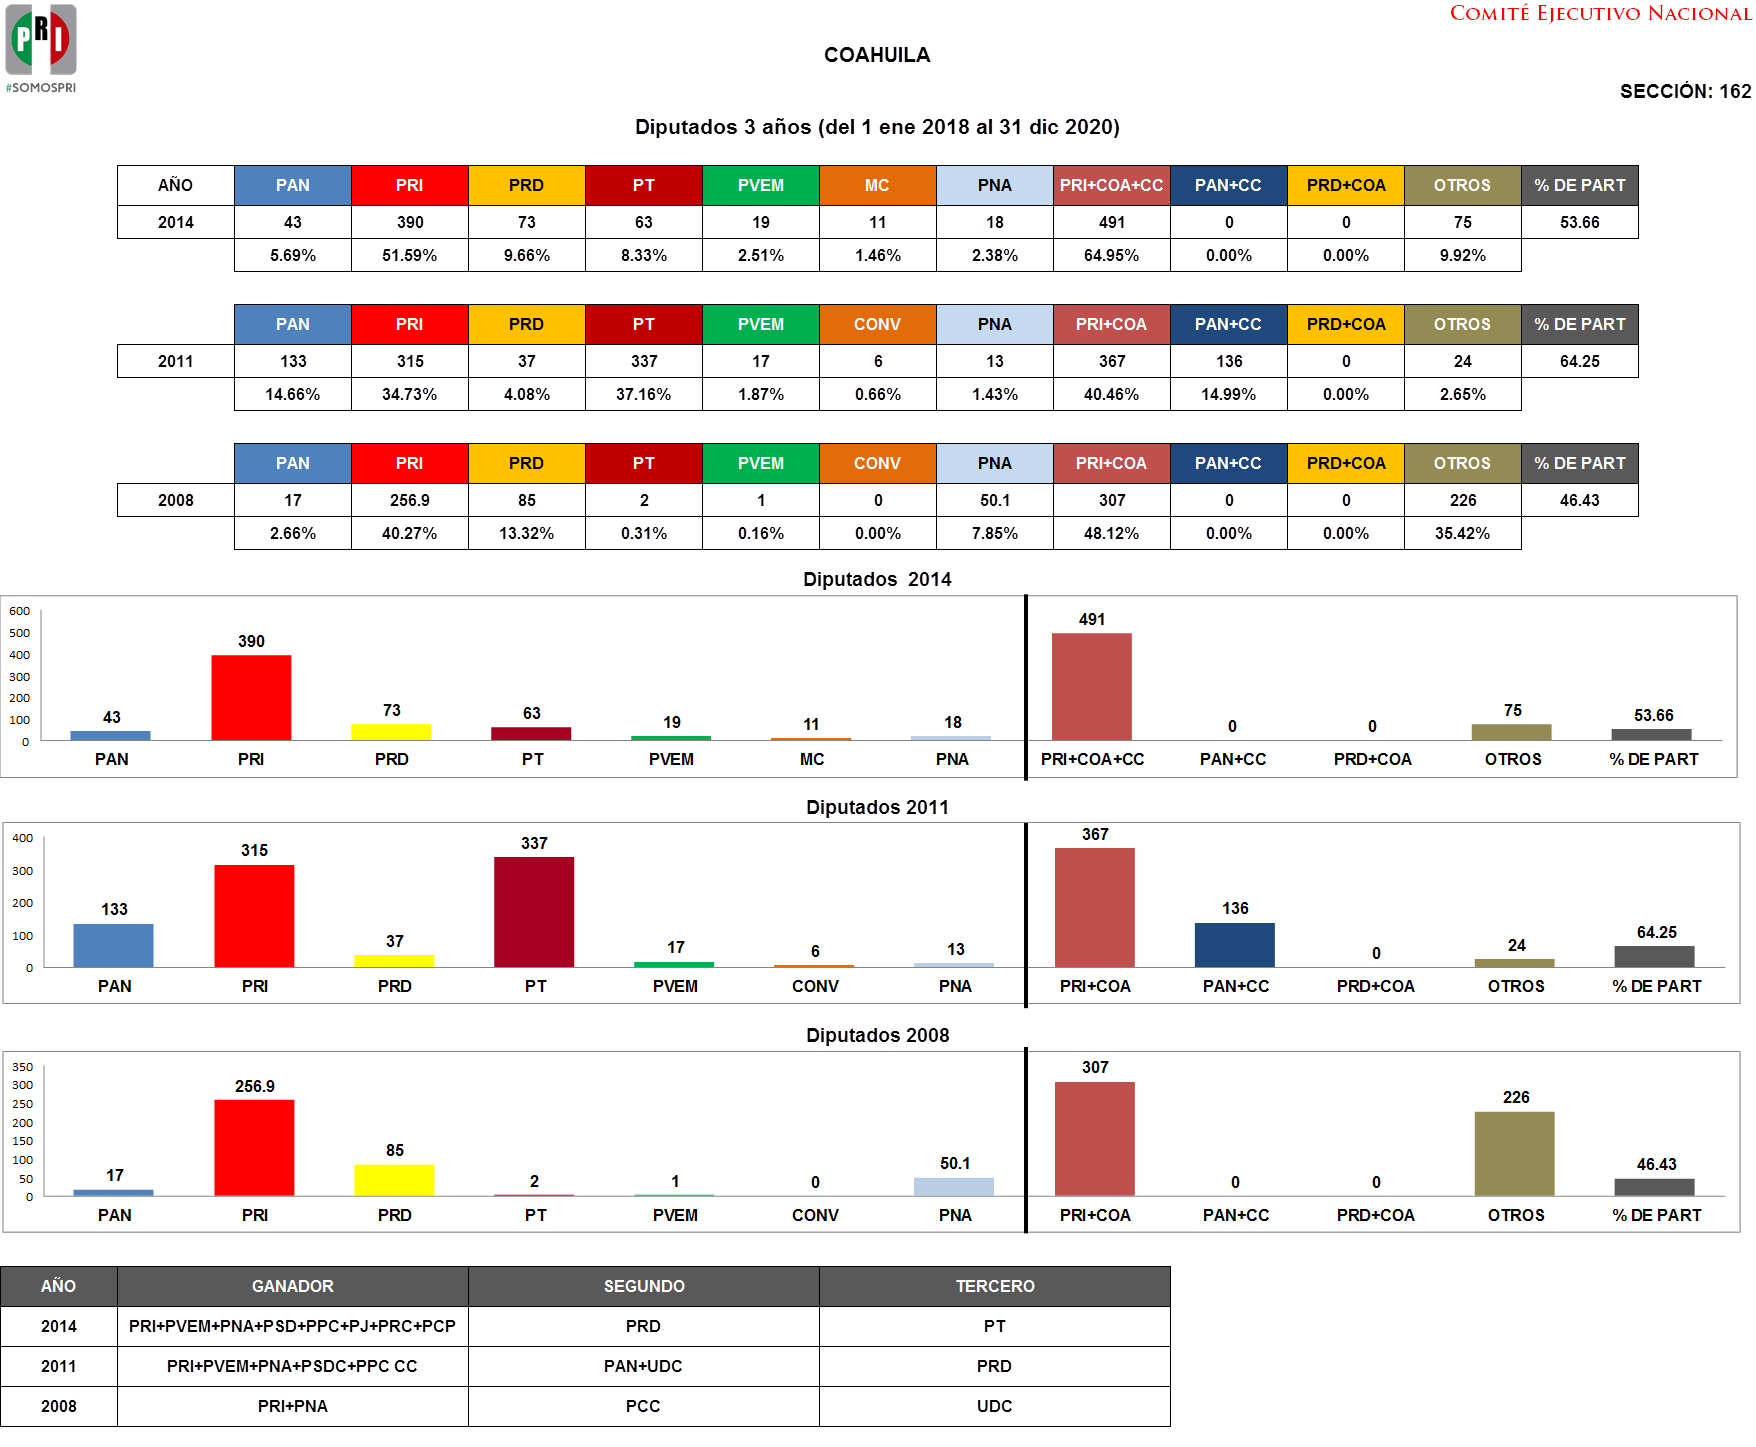 PRI
#SOMOSPRI
COMITÉ EJECUTIVO NACIONAL
COAHUILA
SECCIÓN: 162
Diputados 3 años (del 1 ene 2018 al 31 dic 2020)
AÑO PAN PRI PRD PT PVEM MC PNA PRI+COA+CC PAN+CC PRD+COA OTROS % DE PART
2014 43 390 73 63 19 11 18 491 0 0 75 53.66
5.69% 51.59% 9.66% 8.33% 2.51% 1.46% 2.38% 64.95% 0.00% 0.00% 9.92%
PAN PRI PRD PT PVEM CONV PNA PRI+COA PAN+CC PRD+COA OTROS % DE PART
2011 133 315 37 337 17 6 13 367 136 0 24 64.25
14.66% 34.73% 4.08% 37.16% 1.87% 0.66% 1.43% 40.46% 14.99% 0.00% 2.65%
PAN PRI PRD PT PVEM CONV PNA PRI+COA PAN+CC PRD+COA OTROS % DE PART
2008 17 256.9 85 2 1 0 50.1 307 0 0 226 46.43
2.66% 40.27% 13.32% 0.31% 0.16% 0.00% 7.85% 48.12% 0.00% 0.00% 35.42%
Diputados 2014
600
500
400
300
200
100
0
43 390 73 63 19 11 18 491 0 0 75 53.66
PAN PRI PRD PT PVEM MC PNA PRI+COA+CC PAN+CC PRD+COA OTROS % DE PART
Diputados 2011
400
300
200
100
0
133 315 37 337 17 6 13 367 136 0 24 64.25
PAN PRI PRD PT PVEM CONV PNA PRI+COA PAN+CC PRD+COA OTROS % DE PART
Diputados 2008
350
300
250
200
150
100
50
0
17 256.9 85 2 1 0 50.1 307 0 0 226 46.43
PAN PRI PRD PT PVEM CONV PNA PRI+COA PAN+CC PRD+COA OTROS % DE PART
AÑO GANADOR SEGUNDO TERCERO
2014 PRI+PVEM+PNA+PSD+PPC+PJ+PRC+PCP PRD PT
2011 PRI+PVEM+PNA+PSDC+PPC CC PAN+UDC PRD
2008 PRI+PNA PCC UDC